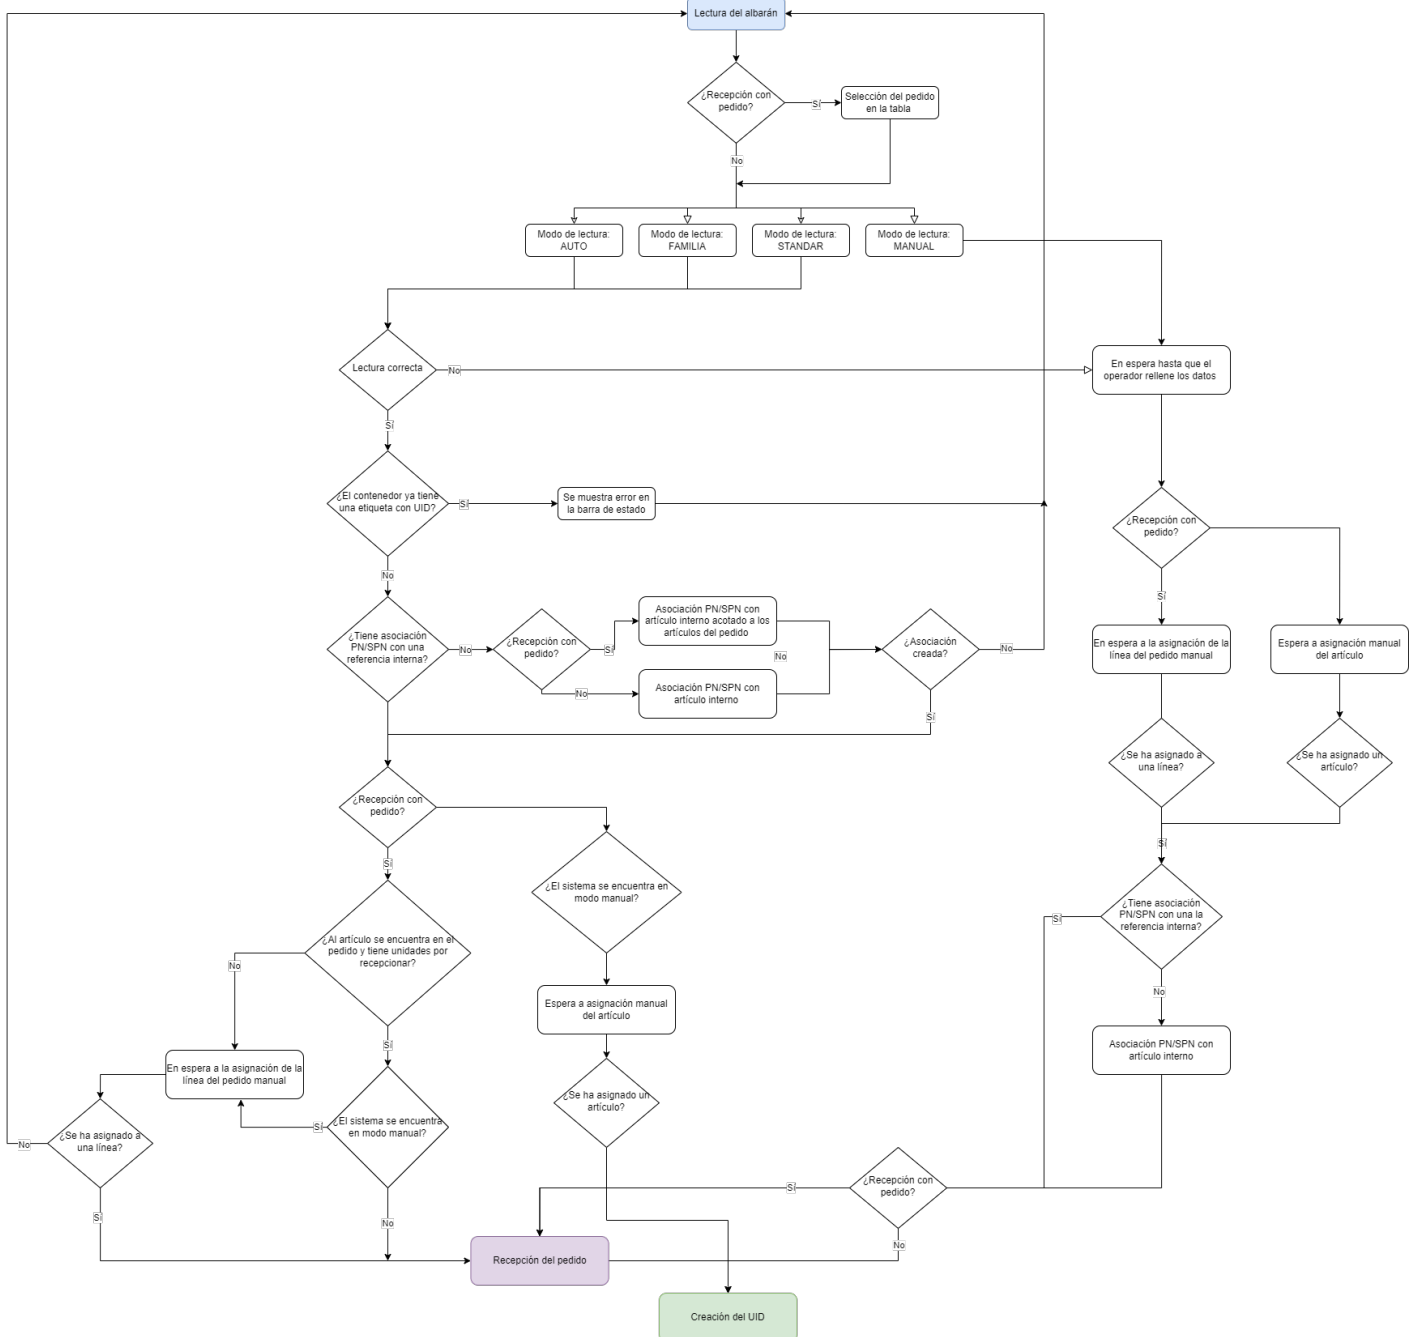 Lectura del albarán
¿Recepción con
pedido?
Sí
Selección del pedido
en la tabla
No
Modo de lectura:
AUTO
Modo de lectura:
FAMILIA
Modo de lectura:
STANDAR
Modo de lectura:
MANUAL
Lectura correcta
No
En espera hasta que el
operador rellene los datos
Sí
¿El contenedor ya tiene
una etiqueta con UID?
Sí
Se muestra error en
la barra de estado
¿Recepción con
pedido?
No
Sí
¿Tiene asociación
PN/SPN con una
referencia interna?
No
¿Recepción con
pedido?
Sí
Asociación PN/SPN con
artículo interno acotado a los
artículos del pedido
No
No
Asociación PN/SPN con
artículo interno
¿Asociación
creada?
No
Sí
En espera a la asignación de la
línea del pedido manual
Espera a asignación manual
del artículo
¿Se ha asignado a
una línea?
¿Se ha asignado un
artículo?
Sí
¿Recepción con
pedido?
Sí
¿El sistema se encuentra en
modo manual?
¿Tiene asociación
PN/SPN con una la
referencia interna?
Sí
No
¿Al artículo se encuentra en el
pedido y tiene unidades por
recepcionar?
No
Sí
Espera a asignación manual
del artículo
Asociación PN/SPN con
artículo interno
En espera a la asignación de la
línea del pedido manual
¿El sistema se encuentra
en modo manual?
Sí
¿Se ha asignado un
artículo?
¿Se ha asignado a
una línea?
No
Sí
No
¿Recepción con
pedido?
Sí
No
Recepción del pedido
Creación del UID